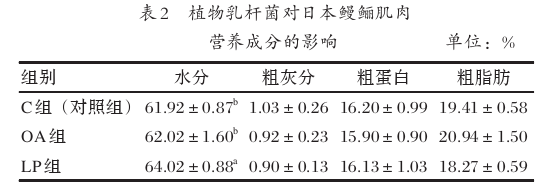 表2 植物乳杆菌对日本鳗鲡肌肉
营养成分的影响 单位：%
组别 水分 粗灰分 粗蛋白 粗脂肪
C组（对照组） 61.92±0.87ᵇ 1.03±0.26 16.20±0.99 19.41±0.58
OA组 62.02±1.60ᵇ 0.92±0.23 15.90±0.90 20.94±1.50
LP组 64.02±0.88ᵃ 0.90±0.13 16.13±1.03 18.27±0.59